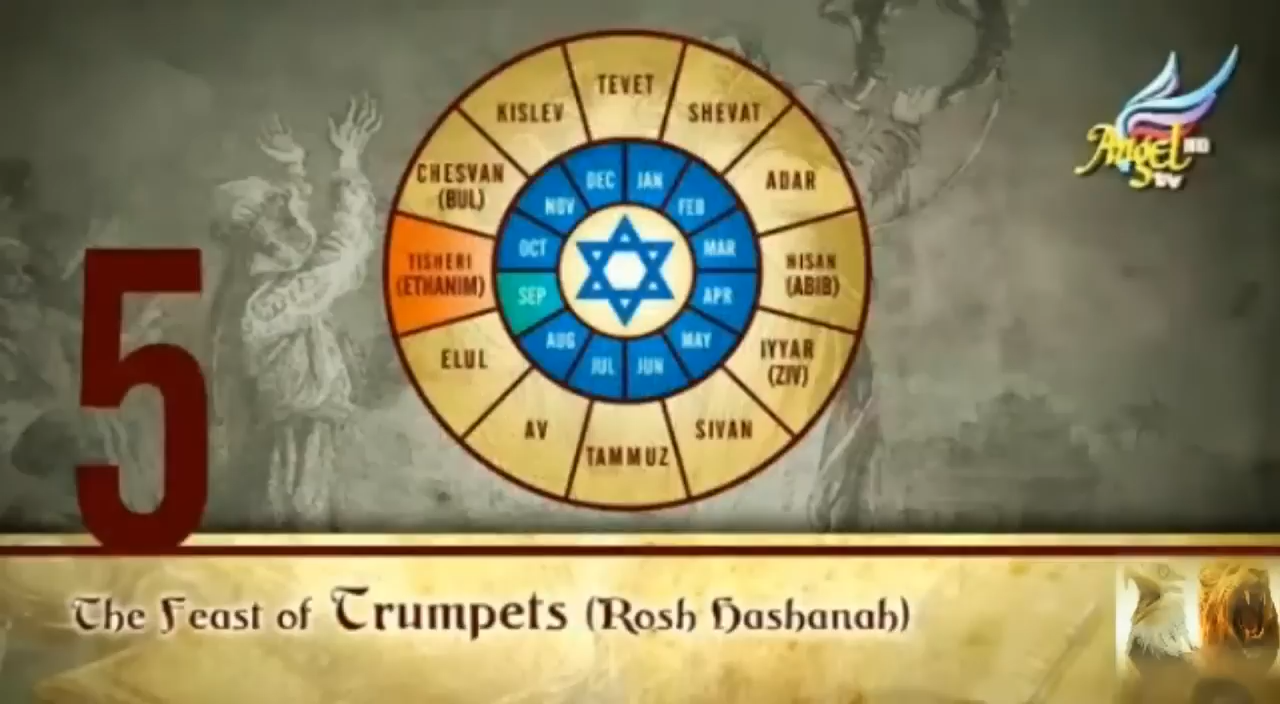 TEVET
KISLEV
SHEVAT
CHESVAN
(BUL)
ADAR
DEC
JAN
NOV
FEB
OCT
MAR
TISHERI
(ETHANIM)
NISAN
(ABIB)
SEP
APR
AUG
MAY
JUL
JUN
ELUL
IYYAR
(ZIV)
AV
SIVAN
TAMMUZ
Angel HD
TV
5
The Feast of Trumpets (Rosh Hashanah)